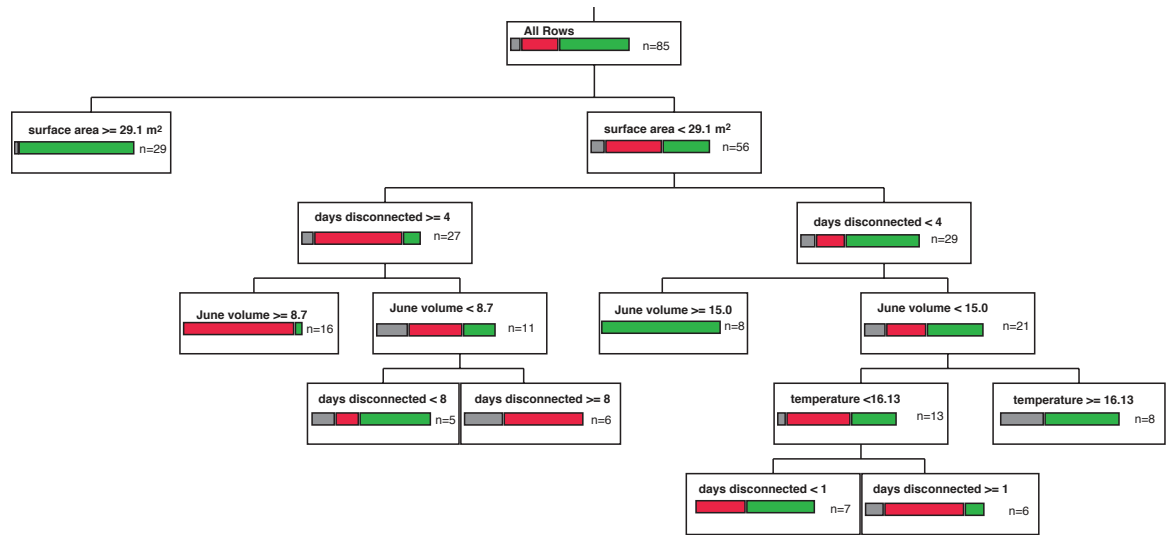 All Rows
n=85
surface area >= 29.1 m²
n=29
surface area < 29.1 m²
n=56
days disconnected >= 4
n=27
days disconnected < 4
n=29
June volume >= 8.7
n=16
June volume < 8.7
n=11
June volume >= 15.0
n=8
June volume < 15.0
n=21
days disconnected < 8
n=5
days disconnected >= 8
n=6
temperature <16.13
n=13
temperature >= 16.13
n=8
days disconnected < 1
n=7
days disconnected >= 1
n=6